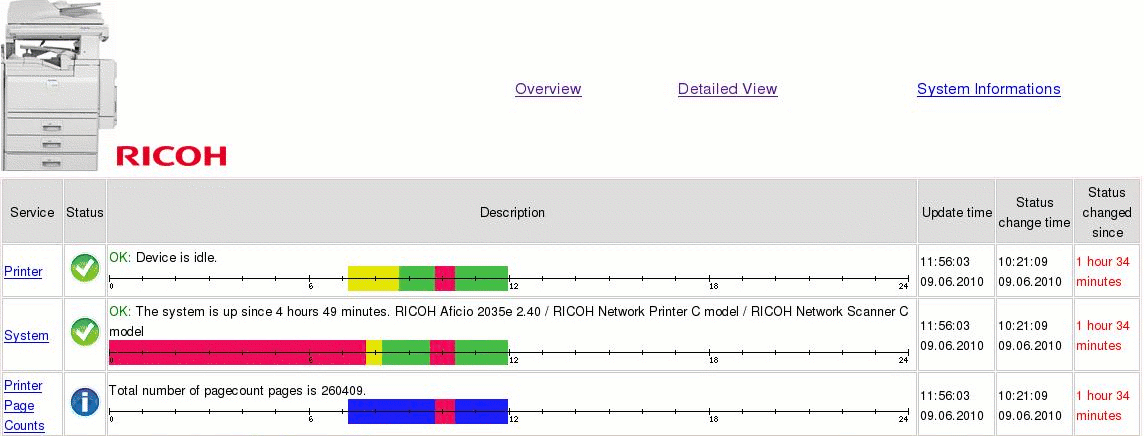 Overview Detailed View System Informations
RICOH
Service Status Description Update time Status change time Status changed since
Printer OK: Device is idle. 11:56:03 09.06.2010 10:21:09 09.06.2010 1 hour 34 minutes
0 6 12 18 24
System OK: The system is up since 4 hours 49 minutes. RICOH Aficio 2035e 2.40 / RICOH Network Printer C model / RICOH Network Scanner C model 11:56:03 09.06.2010 10:21:09 09.06.2010 1 hour 34 minutes
0 6 12 18 24
Printer Page Counts Total number of pagecount pages is 260409. 11:56:03 09.06.2010 10:21:09 09.06.2010 1 hour 34 minutes
0 6 12 18 24